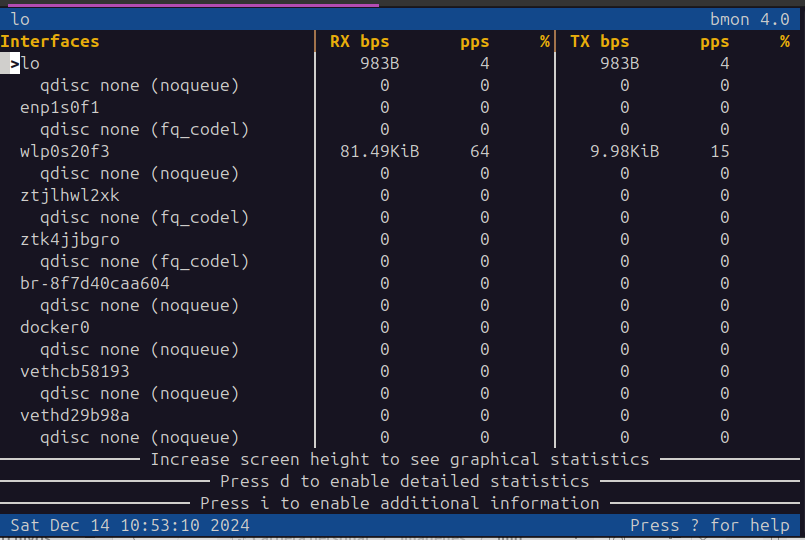 lo bmon 4.0
Interfaces RX bps pps % TX bps pps %
>lo 983B 4 983B 4
qdisc none (noqueue) 0 0 0 0
enp1s0f1 0 0 0 0
qdisc none (fq_codel) 0 0 0 0
wlp0s20f3 81.49KiB 64 9.98KiB 15
qdisc none (noqueue) 0 0 0 0
ztjlhwl2xk 0 0 0 0
qdisc none (fq_codel) 0 0 0 0
ztk4jjbgro 0 0 0 0
qdisc none (fq_codel) 0 0 0 0
br-8f7d40caa604 0 0 0 0
qdisc none (noqueue) 0 0 0 0
docker0 0 0 0 0
qdisc none (noqueue) 0 0 0 0
vethcb58193 0 0 0 0
qdisc none (noqueue) 0 0 0 0
vethd29b98a 0 0 0 0
qdisc none (noqueue) 0 0 0 0
Increase screen height to see graphical statistics
Press d to enable detailed statistics
Press i to enable additional information
Sat Dec 14 10:53:10 2024 Press ? for help